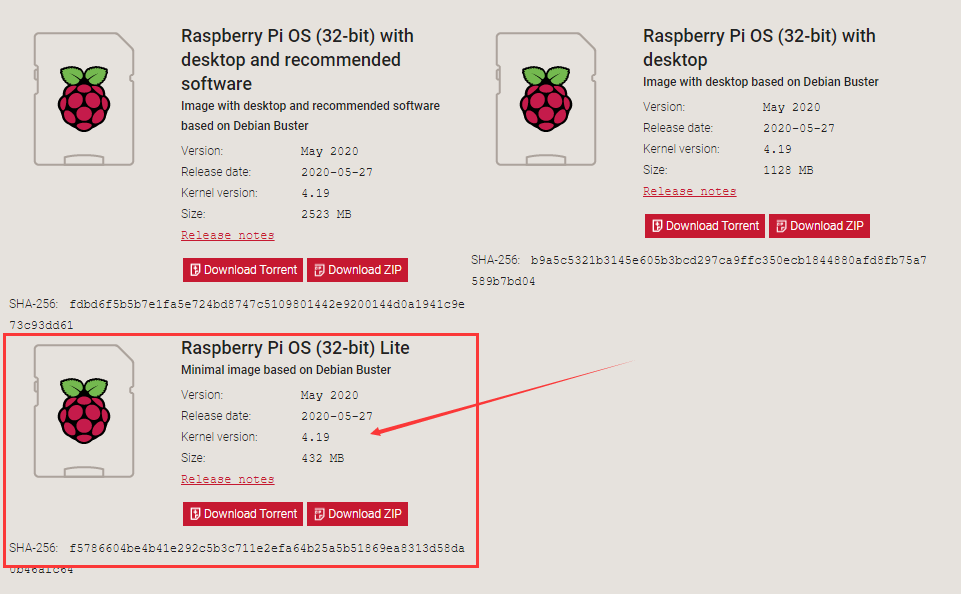 Raspberry Pi OS (32-bit) with
desktop and recommended
software
Image with desktop and recommended software
based on Debian Buster
Version: May 2020
Release date: 2020-05-27
Kernel version: 4.19
Size: 2523 MB
Release notes
Download Torrent Download ZIP
SHA-256: fdbd6f5b5b7e1fa5e724bd8747c5109801442e9200144d0a1941c9e
73c93dd61
Raspberry Pi OS (32-bit) with
desktop
Image with desktop based on Debian Buster
Version: May 2020
Release date: 2020-05-27
Kernel version: 4.19
Size: 1128 MB
Release notes
Download Torrent Download ZIP
SHA-256: b9a5c5321b3145e605b3bcd297ca9ffc350ecb1844880afd8fb75a7
589b7bd04
Raspberry Pi OS (32-bit) Lite
Minimal image based on Debian Buster
Version: May 2020
Release date: 2020-05-27
Kernel version: 4.19
Size: 432 MB
Release notes
Download Torrent Download ZIP
SHA-256: f5786604be4b41e292c5b3c711e2efa64b25a5b51869ea8313d58da
0b46afc64